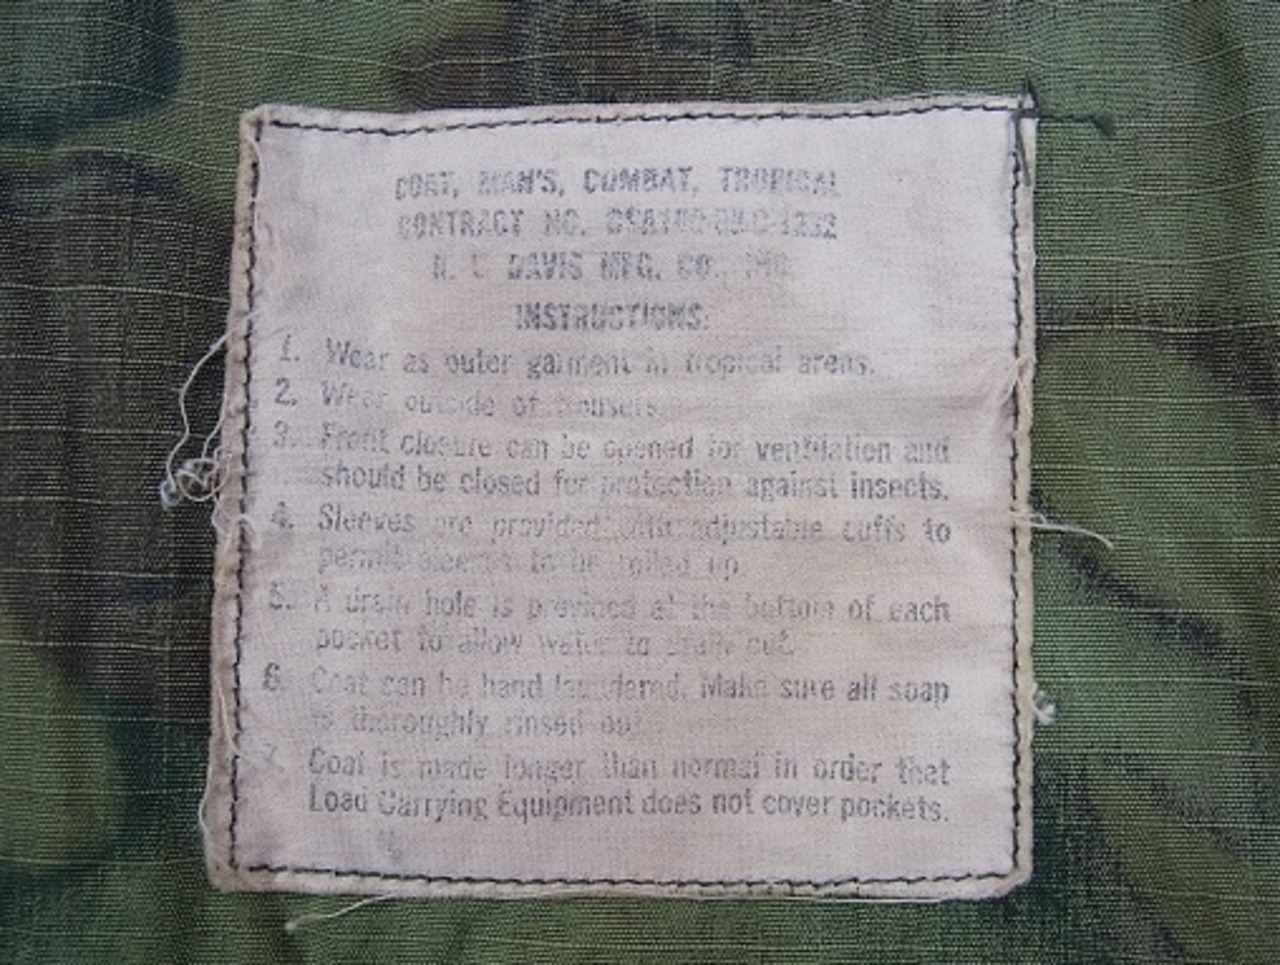 COAT, MAN'S, COMBAT, TROPICAL
CONTRACT NO.
DAVIS MFG. CO., INC.
INSTRUCTIONS:
1. Wear as outer garment in tropical areas.
2. Wear outside of trousers.
3. Front closure can be opened for ventilation and
should be closed for protection against insects.
4. Sleeves are provided with adjustable cuffs to
permit sleeves to be rolled up.
5. A drain hole is provided at the bottom of each
pocket to allow water to drain out.
6. Coat can be hand laundered. Make sure all soap
is thoroughly rinsed out.
7. Coat is made longer than normal in order that
Load Carrying Equipment does not cover pockets.